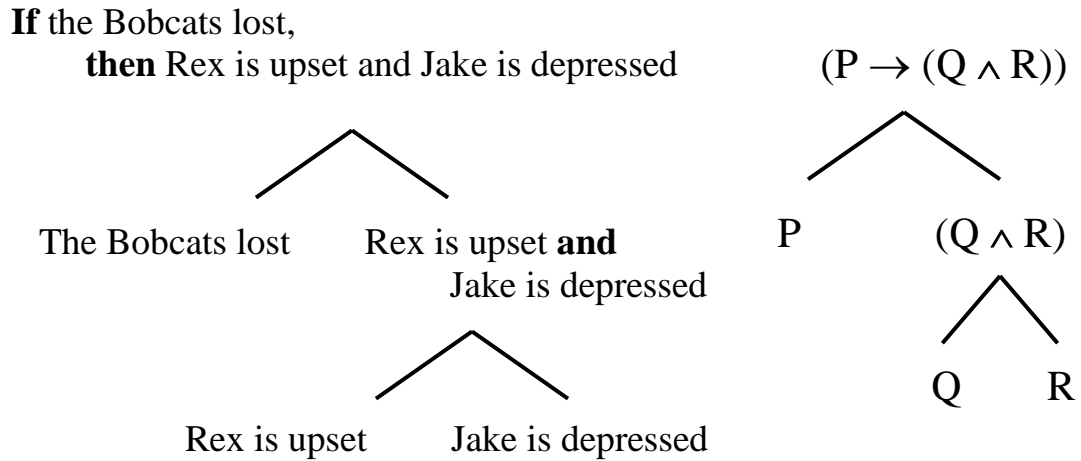 If the Bobcats lost,
then Rex is upset and Jake is depressed
(P → (Q ∧ R))
The Bobcats lost
Rex is upset and
Jake is depressed
P
(Q ∧ R)
Rex is upset
Jake is depressed
Q
R